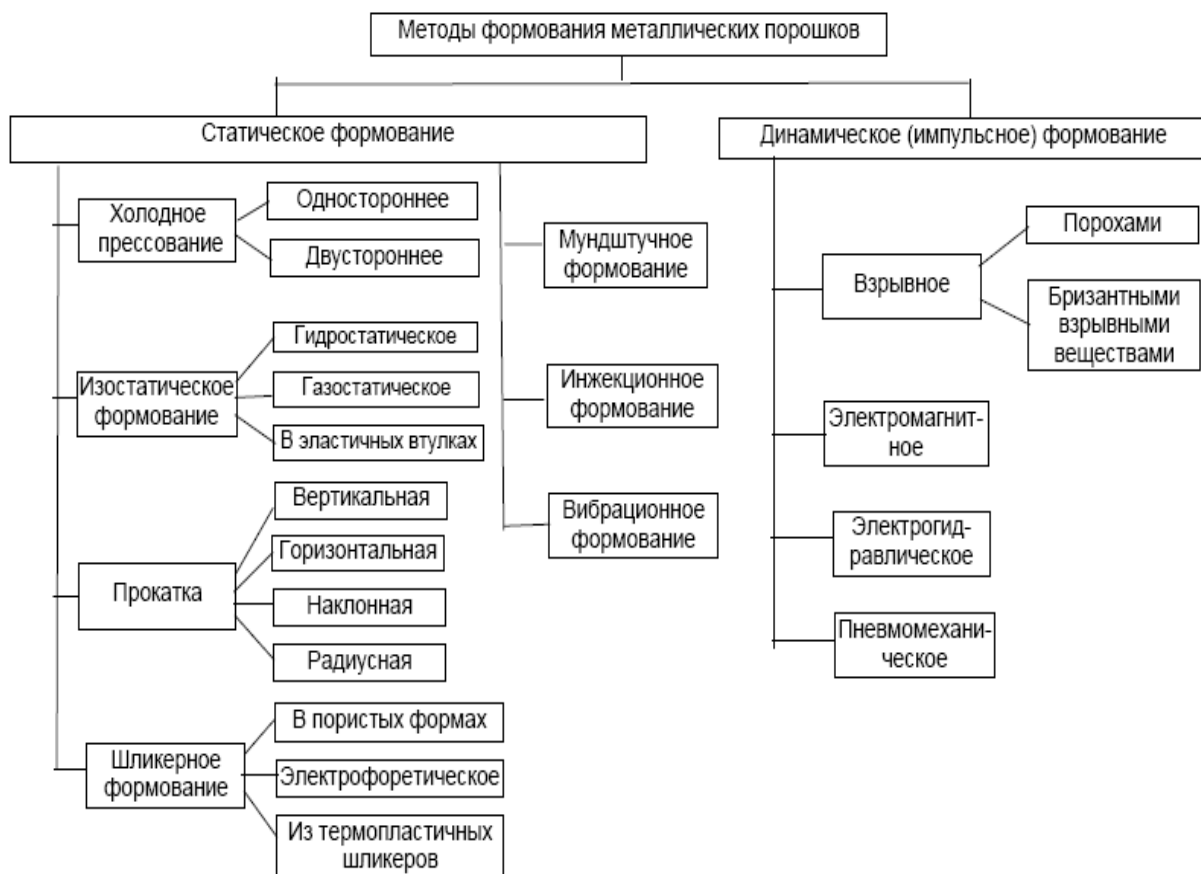 Методы формования металлических порошков
Статическое формование
Динамическое (импульсное) формование
Холодное
прессование
Одностороннее
Двустороннее
Изостатическое
формование
Гидростатическое
Газостатическое
В эластичных втулках
Прокатка
Вертикальная
Горизонтальная
Наклонная
Радиусная
Шликерное
формование
В пористых формах
Электрофоретическое
Из термопластичных
шликеров
Мундштучное
формование
Инжекционное
формование
Вибрационное
формование
Взрывное
Порохами
Бризантными
взрывными
веществами
Электромагнит-
ное
Электрогид-
равлическое
Пневмомехани-
ческое